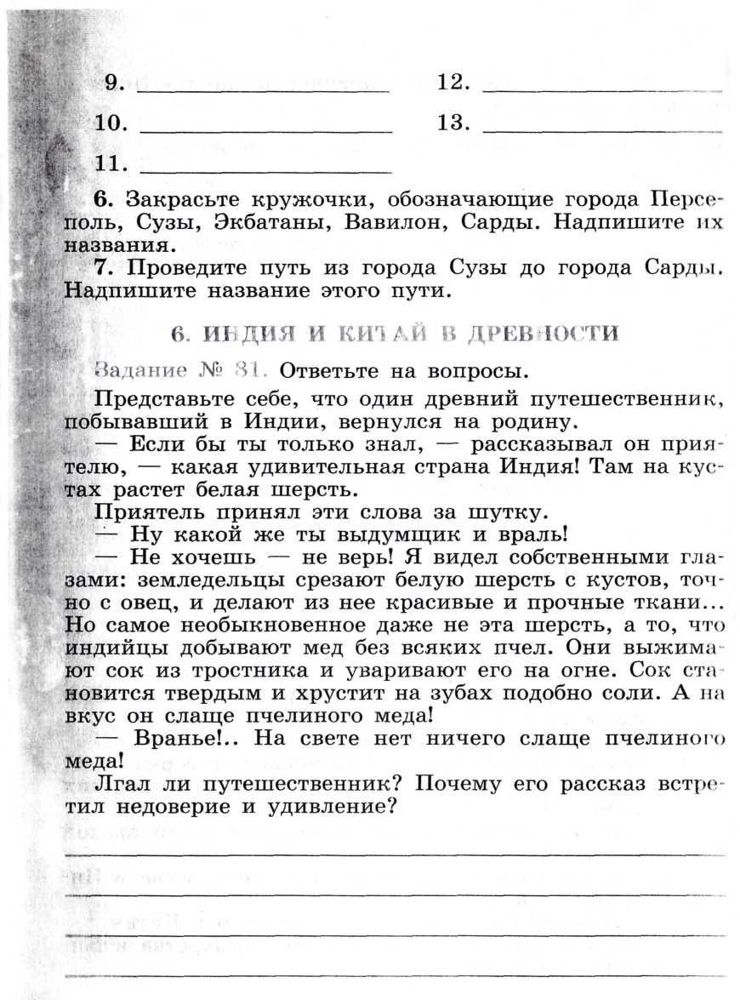 9. ____________ 12. ____________
10. ____________ 13. ____________
11. ____________
6. Закрасьте кружочки, обозначающие города Персе-
поль, Сузы, Экбатаны, Вавилон, Сарды. Надпишите их
названия.
7. Проведите путь из города Сузы до города Сарды.
Надпишите название этого пути.
6. ИНДИЯ И КИТАЙ В ДРЕВНОСТИ
Задание № 81. Ответьте на вопросы.
Представьте себе, что один древний путешественник,
побывавший в Индии, вернулся на родину.
— Если бы ты только знал, — рассказывал он прия-
телю, — какая удивительная страна Индия! Там на кус-
тах растет белая шерсть.
Приятель принял эти слова за шутку.
— Ну какой же ты выдумщик и враль!
— Не хочешь — не верь! Я видел собственными гла-
зами: земледельцы срезают белую шерсть с кустов, точ-
но с овец, и делают из нее красивые и прочные ткани...
Но самое необыкновенное даже не эта шерсть, а то, что
индийцы добывают мед без всяких пчел. Они выжима-
ют сок из тростника и уваривают его на огне. Сок ста-
новится твердым и хрустит на зубах подобно соли. А на
вкус он слаще пчелиного меда!
— Вранье!.. На свете нет ничего слаще пчелиного
меда!
Лгал ли путешественник? Почему его рассказ встре-
тил недоверие и удивление?